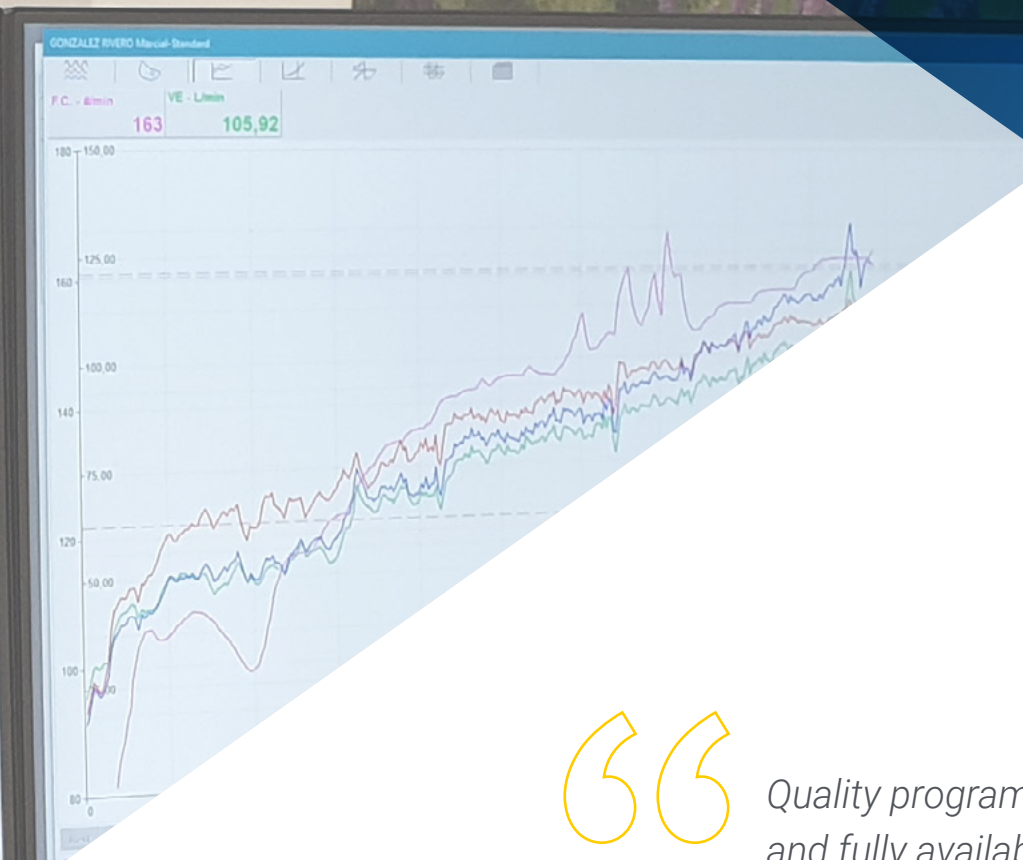 GONZALEZ RIVERO Marcial-Standard
F.C. - B/min
VE - L/min
163
105,92
180
150,00
125,00
160
100,00
140
75,00
120
50,00
100
80
0
Quality program
and fully availab